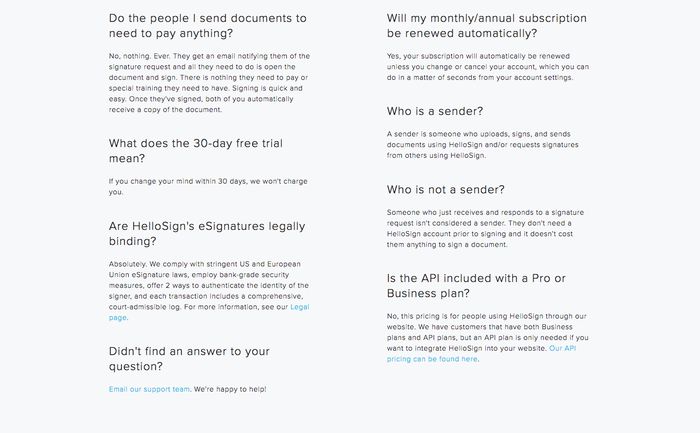 Do the people I send documents to
need to pay anything?
No, nothing. Ever. They get an email notifying them of the
signature request and all they need to do is open the
document and sign. There is nothing they need to pay or
special training they need to have. Signing is quick and
easy. Once they've signed, both of you automatically
receive a copy of the document.
What does the 30-day free trial
mean?
If you change your mind within 30 days, we won't charge
you.
Are HelloSign's eSignatures legally
binding?
Absolutely. We comply with stringent US and European
Union eSignature laws, employ bank-grade security
measures, offer 2 ways to authenticate the identity of the
signer, and each transaction includes a comprehensive,
court-admissible log. For more information, see our Legal
page.
Didn't find an answer to your
question?
Email our support team. We're happy to help!
Will my monthly/annual subscription
be renewed automatically?
Yes, your subscription will automatically be renewed
unless you change or cancel your account, which you can
do in a matter of seconds from your account settings.
Who is a sender?
A sender is someone who uploads, signs, and sends
documents using HelloSign and/or requests signatures
from others using HelloSign.
Who is not a sender?
Someone who just receives and responds to a signature
request isn't considered a sender. They don't need a
HelloSign account prior to signing and it doesn't cost
them anything to sign a document.
Is the API included with a Pro or
Business plan?
No, this pricing is for people using HelloSign through our
website. We have customers that have both Business
plans and API plans, but an API plan is only needed if you
want to integrate HelloSign into your website. Our API
pricing can be found here.